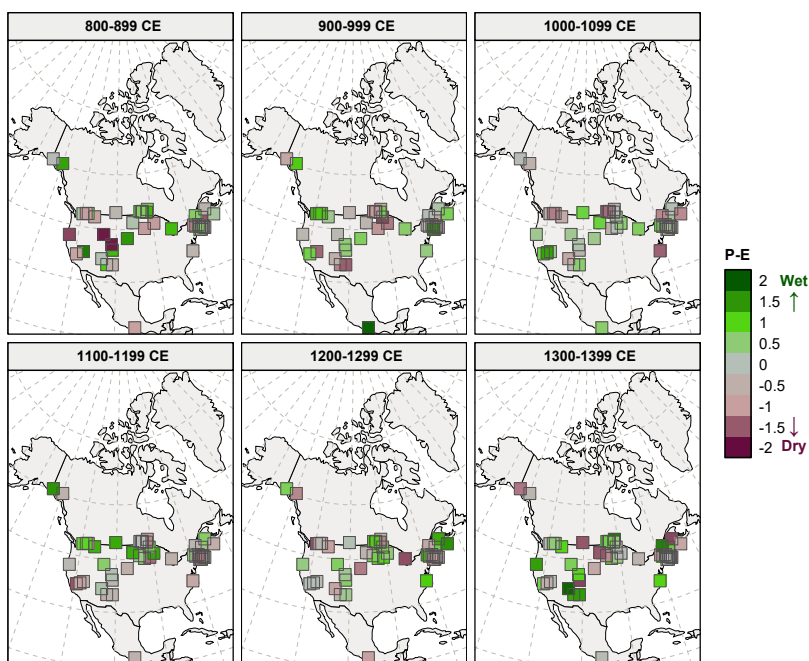 800-899 CE
900-999 CE
1000-1099 CE
1100-1199 CE
1200-1299 CE
1300-1399 CE
P-E
2 Wet
1.5 ↑
1
0.5
0
-0.5
-1
-1.5 ↓
-2 Dry